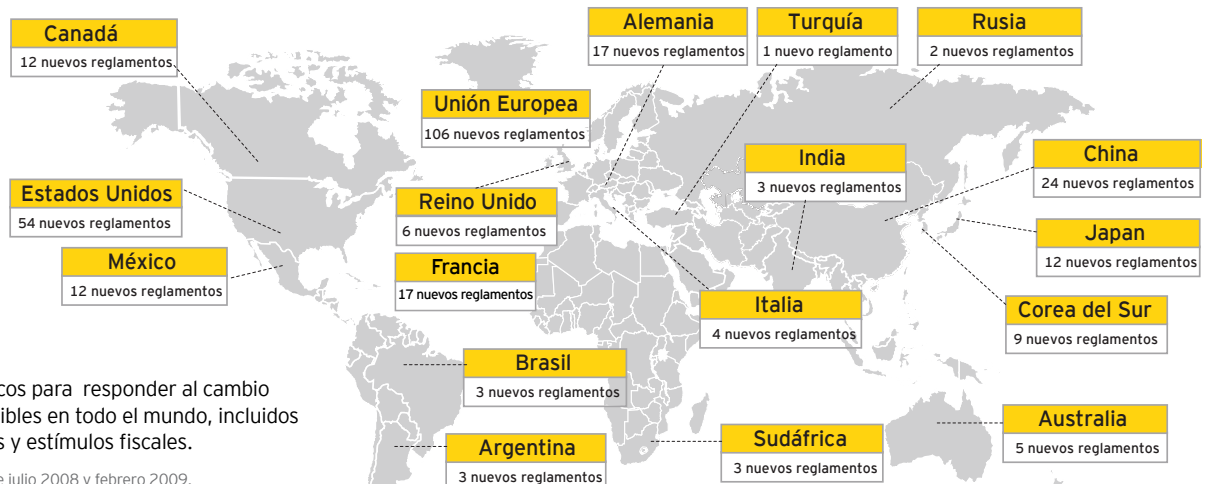 Canadá
12 nuevos reglamentos
Alemania
17 nuevos reglamentos
Turquía
1 nuevo reglamento
Rusia
2 nuevos reglamentos
Unión Europea
106 nuevos reglamentos
India
3 nuevos reglamentos
China
24 nuevos reglamentos
Estados Unidos
54 nuevos reglamentos
Reino Unido
6 nuevos reglamentos
Japan
12 nuevos reglamentos
México
12 nuevos reglamentos
Francia
17 nuevos reglamentos
Italia
4 nuevos reglamentos
Corea del Sur
9 nuevos reglamentos
Brasil
3 nuevos reglamentos
cos para responder al cambio
ibles en todo el mundo, incluidos
s y estímulos fiscales.
Argentina
3 nuevos reglamentos
Sudáfrica
3 nuevos reglamentos
Australia
5 nuevos reglamentos
e julio 2008 y febrero 2009.